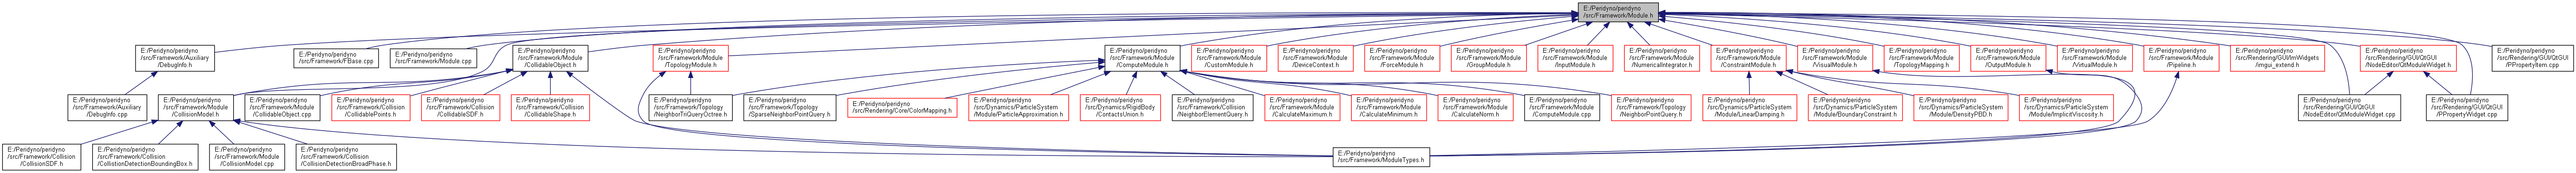 E:/Peridyno/peridyno
/src/Framework/Module.h
E:/Peridyno/peridyno
/src/Framework/Auxiliary
/DebugInfo.h
E:/Peridyno/peridyno
/src/Framework/FBase.cpp
E:/Peridyno/peridyno
/src/Framework/Module.cpp
E:/Peridyno/peridyno
/src/Framework/Module
/CollidableObject.h
E:/Peridyno/peridyno
/src/Framework/Module
/TopologyModule.h
E:/Peridyno/peridyno
/src/Framework/Module
/ComputeModule.h
E:/Peridyno/peridyno
/src/Framework/Module
/CustomModule.h
E:/Peridyno/peridyno
/src/Framework/Module
/DeviceContext.h
E:/Peridyno/peridyno
/src/Framework/Module
/ForceModule.h
E:/Peridyno/peridyno
/src/Framework/Module
/GroupModule.h
E:/Peridyno/peridyno
/src/Framework/Module
/InputModule.h
E:/Peridyno/peridyno
/src/Framework/Module
/NumericalIntegrator.h
E:/Peridyno/peridyno
/src/Framework/Module
/ConstraintModule.h
E:/Peridyno/peridyno
/src/Framework/Module
/VisualModule.h
E:/Peridyno/peridyno
/src/Framework/Module
/TopologyMapping.h
E:/Peridyno/peridyno
/src/Framework/Module
/OutputModule.h
E:/Peridyno/peridyno
/src/Framework/Module
/VirtualModule.h
E:/Peridyno/peridyno
/src/Framework/Module
/Pipeline.h
E:/Peridyno/peridyno
/src/Rendering/GUI/ImWidgets
/imgui_extend.h
E:/Peridyno/peridyno
/src/Rendering/GUI/QtGUI
/NodeEditor/QtModuleWidget.h
E:/Peridyno/peridyno
/src/Rendering/GUI/QtGUI
/PPropertyItem.cpp
E:/Peridyno/peridyno
/src/Framework/Auxiliary
/DebugInfo.cpp
E:/Peridyno/peridyno
/src/Framework/Module
/CollisionModel.h
E:/Peridyno/peridyno
/src/Framework/Module
/CollidableObject.cpp
E:/Peridyno/peridyno
/src/Framework/Collision
/CollidablePoints.h
E:/Peridyno/peridyno
/src/Framework/Collision
/CollidableSDF.h
E:/Peridyno/peridyno
/src/Framework/Collision
/CollidableShape.h
E:/Peridyno/peridyno
/src/Framework/Topology
/NeighborTriQueryOctree.h
E:/Peridyno/peridyno
/src/Framework/Topology
/SparseNeighborPointQuery.h
E:/Peridyno/peridyno
/src/Rendering/Core/ColorMapping.h
E:/Peridyno/peridyno
/src/Dynamics/ParticleSystem
/Module/ParticleApproximation.h
E:/Peridyno/peridyno
/src/Dynamics/RigidBody
/ContactsUnion.h
E:/Peridyno/peridyno
/src/Framework/Collision
/NeighborElementQuery.h
E:/Peridyno/peridyno
/src/Framework/Module
/CalculateMaximum.h
E:/Peridyno/peridyno
/src/Framework/Module
/CalculateMinimum.h
E:/Peridyno/peridyno
/src/Framework/Module
/CalculateNorm.h
E:/Peridyno/peridyno
/src/Framework/Module
/ComputeModule.cpp
E:/Peridyno/peridyno
/src/Framework/Topology
/NeighborPointQuery.h
E:/Peridyno/peridyno
/src/Dynamics/ParticleSystem
/Module/LinearDamping.h
E:/Peridyno/peridyno
/src/Dynamics/ParticleSystem
/Module/BoundaryConstraint.h
E:/Peridyno/peridyno
/src/Dynamics/ParticleSystem
/Module/DensityPBD.h
E:/Peridyno/peridyno
/src/Dynamics/ParticleSystem
/Module/ImplicitViscosity.h
E:/Peridyno/peridyno
/src/Rendering/GUI/QtGUI
/NodeEditor/QtModuleWidget.cpp
E:/Peridyno/peridyno
/src/Rendering/GUI/QtGUI
/PPropertyWidget.cpp
E:/Peridyno/peridyno
/src/Framework/Collision
/CollisionSDF.h
E:/Peridyno/peridyno
/src/Framework/Collision
/CollistionDetectionBoundingBox.h
E:/Peridyno/peridyno
/src/Framework/Module
/CollisionModel.cpp
E:/Peridyno/peridyno
/src/Framework/Collision
/CollisionDetectionBroadPhase.h
E:/Peridyno/peridyno
/src/Framework/ModuleTypes.h